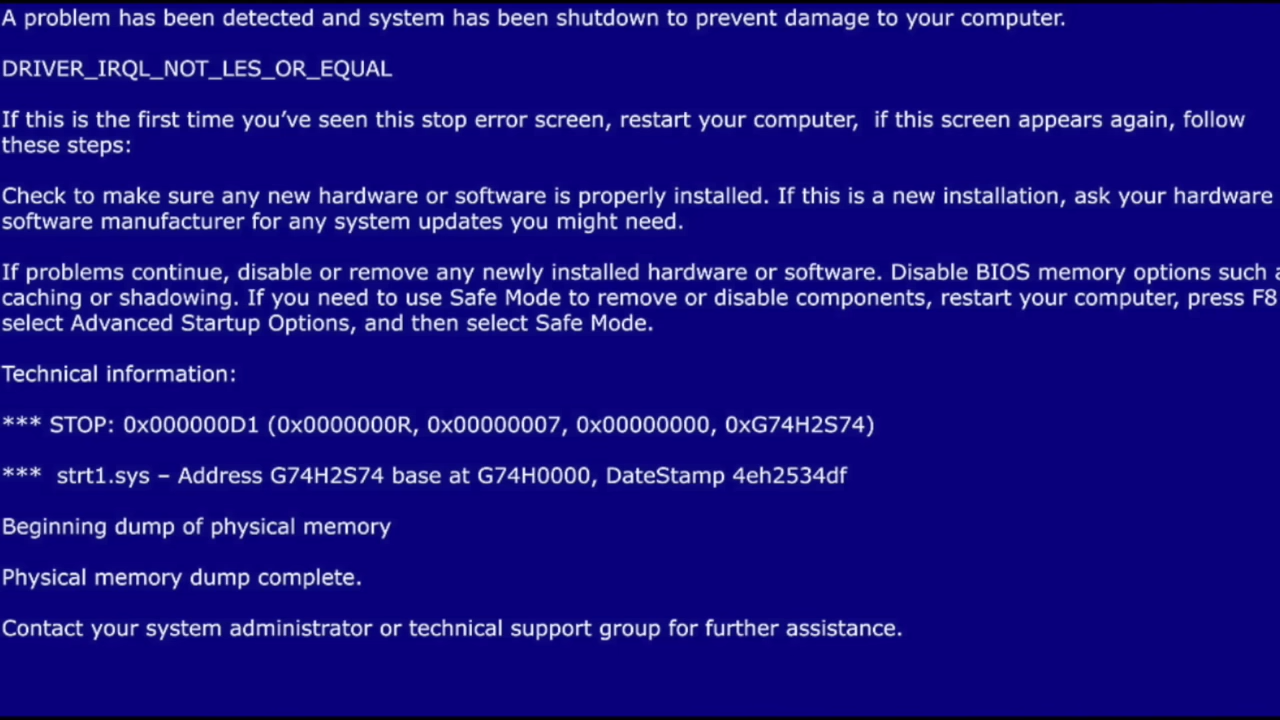 A problem has been detected and system has been shutdown to prevent damage to your computer.
DRIVER_IRQL_NOT_LES_OR_EQUAL
If this is the first time you’ve seen this stop error screen, restart your computer,  if this screen appears again, follow
these steps:
Check to make sure any new hardware or software is properly installed. If this is a new installation, ask your hardware
software manufacturer for any system updates you might need.
If problems continue, disable or remove any newly installed hardware or software. Disable BIOS memory options such
caching or shadowing. If you need to use Safe Mode to remove or disable components, restart your computer, press F8
select Advanced Startup Options, and then select Safe Mode.
Technical information:
*** STOP: 0x000000D1 (0x0000000R, 0x00000007, 0x00000000, 0xG74H2S74)
***  strt1.sys – Address G74H2S74 base at G74H0000, DateStamp 4eh2534df
Beginning dump of physical memory
Physical memory dump complete.
Contact your system administrator or technical support group for further assistance.